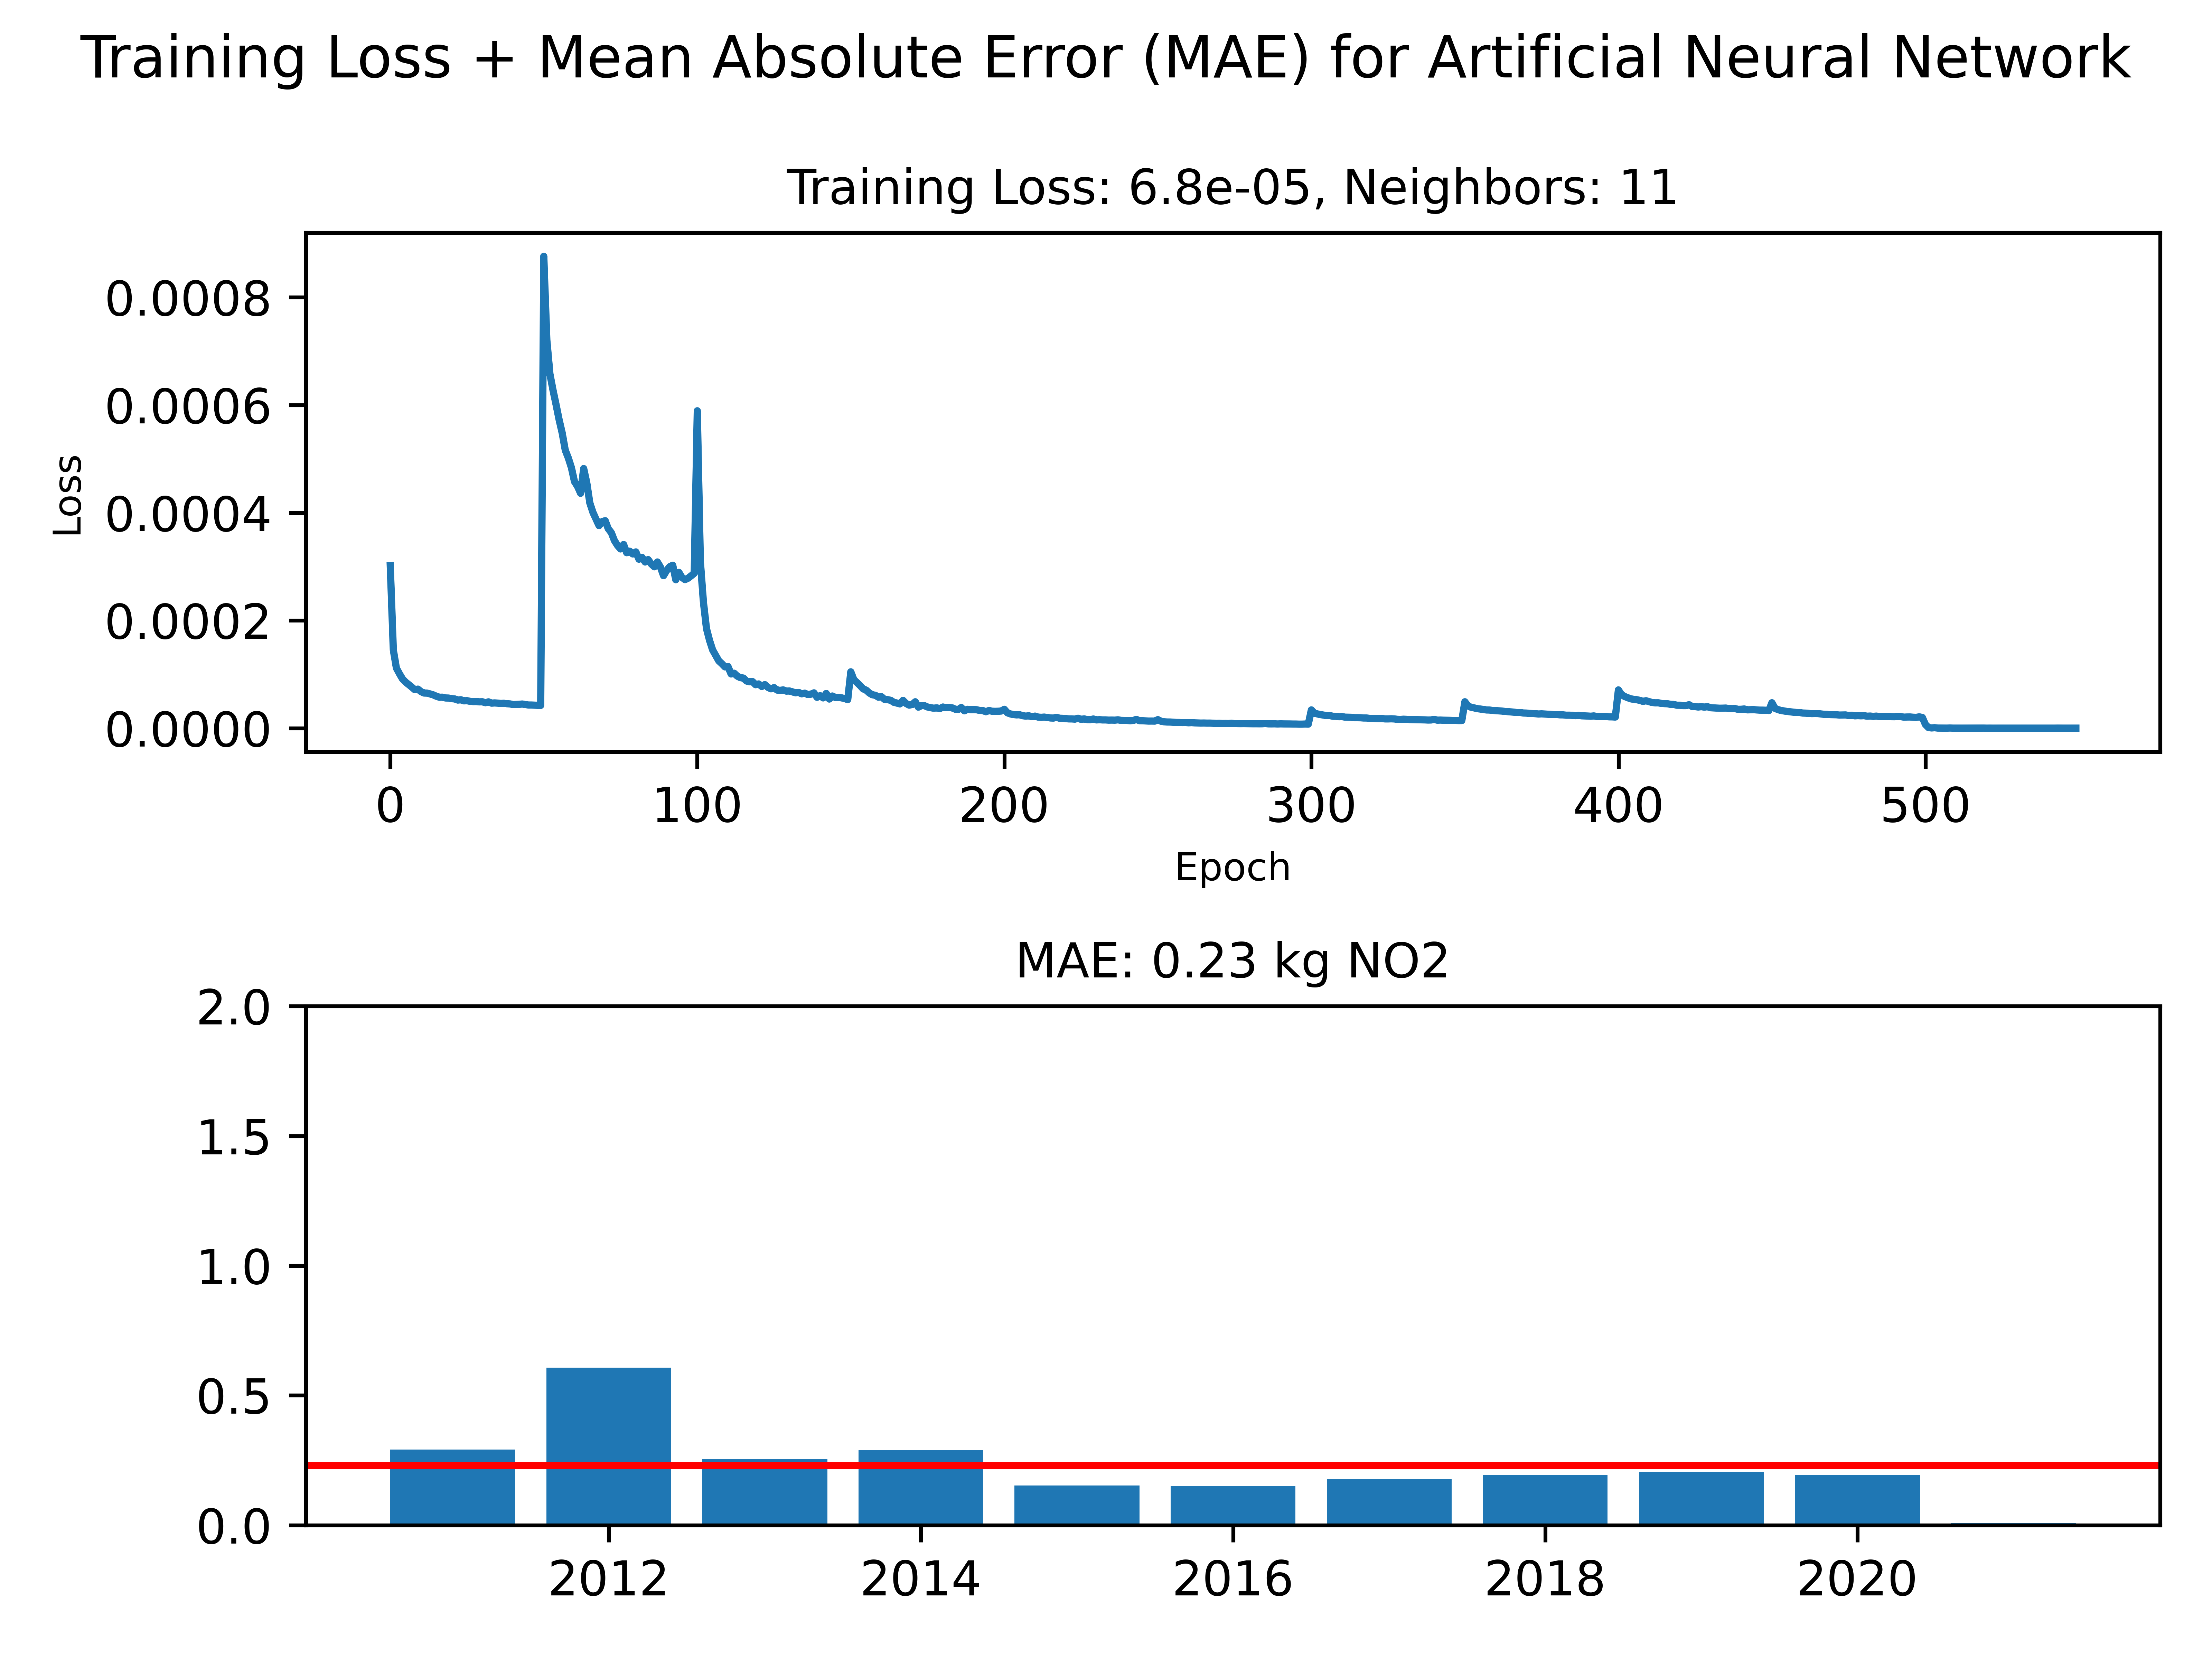 Training Loss + Mean Absolute Error (MAE) for Artificial Neural Network
Training Loss: 6.8e-05, Neighbors: 11
0.0008
0.0006
0.0004
0.0002
0.0000
Loss
0 100 200 300 400 500
Epoch
MAE: 0.23 kg NO2
2.0
1.5
1.0
0.5
0.0
2012 2014 2016 2018 2020